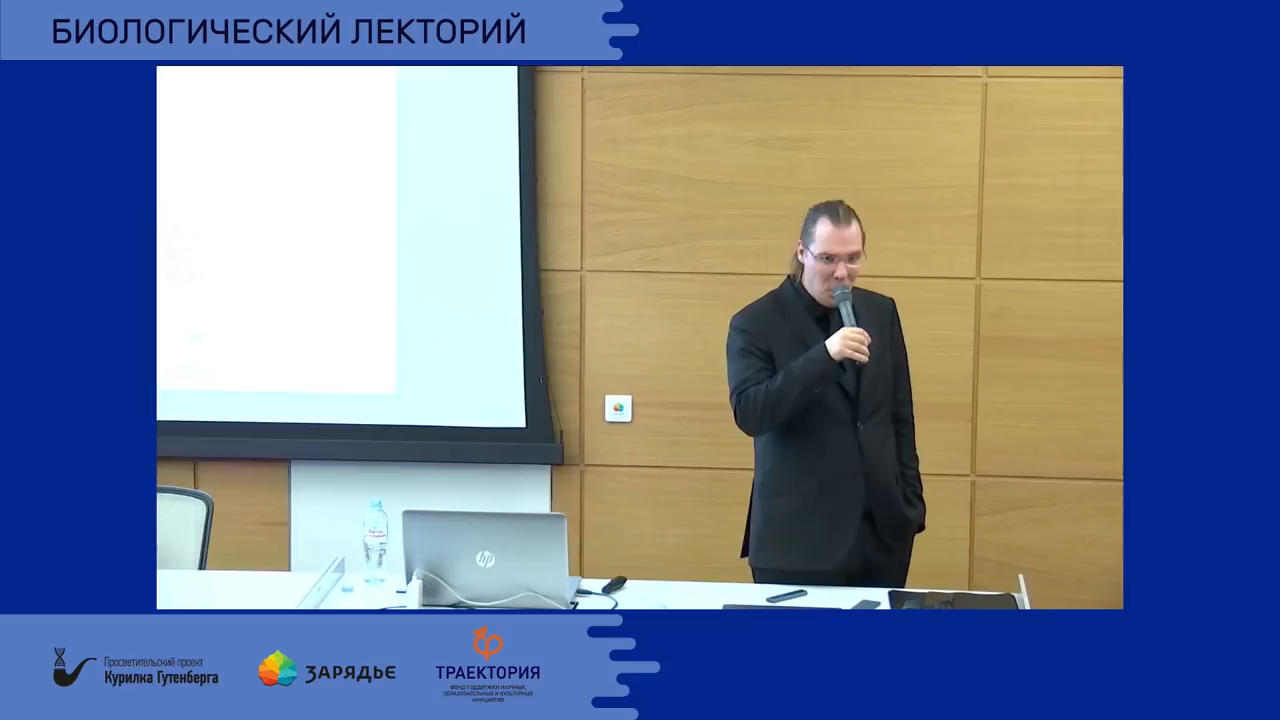 БИОЛОГИЧЕСКИЙ ЛЕКТОРИЙ
hp
Просветительский проект
Курилка Гутенберга
ЗАРЯДЬЕ
ТРАЕКТОРИЯ
ФОНД ПОДДЕРЖКИ НАУЧНЫХ,
ОБРАЗОВАТЕЛЬНЫХ И КУЛЬТУРНЫХ
ИНИЦИАТИВ